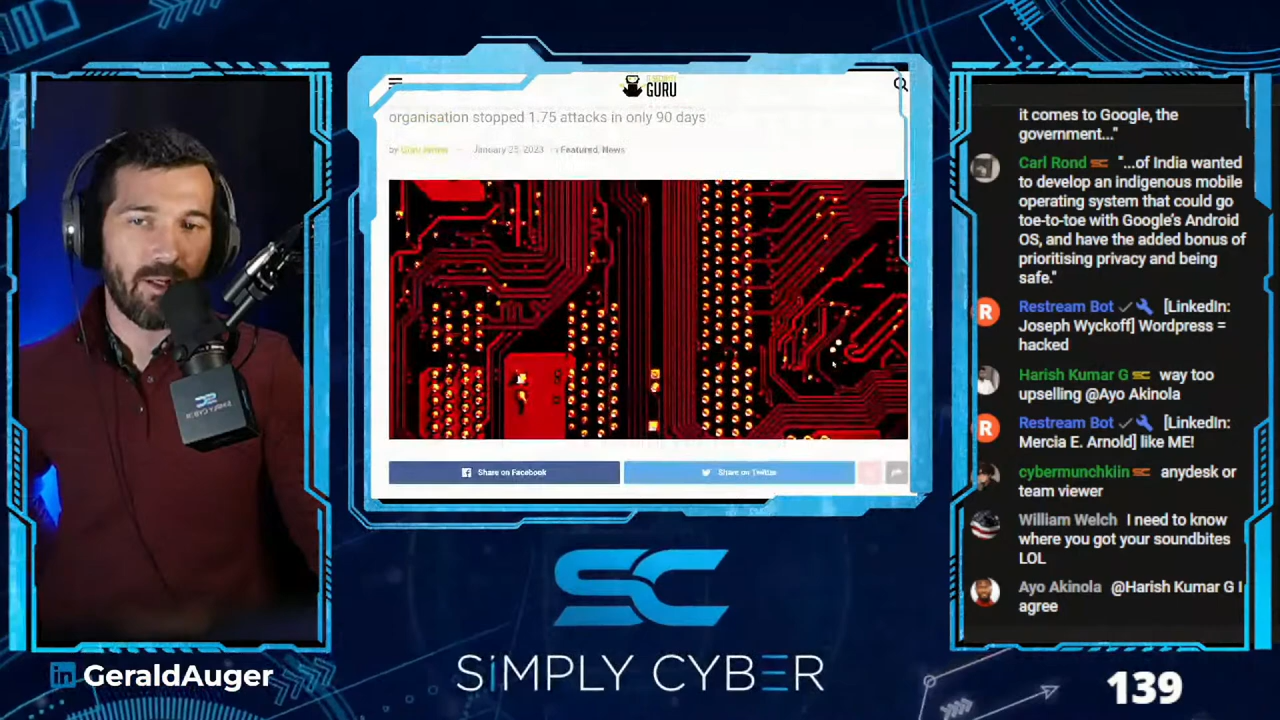 GURU
organisation stopped 1.75 attacks in only 90 days
by
January 25, 2023
Featured, News
Share on Facebook
Share on Twitter
SC
SIMPLY CYBER
in GeraldAuger
SIMPLY CYBER
it comes to Google, the
government..."
Carl Rond "...of India wanted
to develop an indigenous mobile
operating system that could go
toe-to-toe with Google's Android
OS, and have the added bonus of
prioritising privacy and being
safe."
R Restream Bot [LinkedIn:
Joseph Wyckoff] Wordpress =
hacked
Harish Kumar G way too
upselling @Ayo Akinola
R Restream Bot [LinkedIn:
Mercia E. Arnold] like ME!
cybermunchkiin anydesk or
team viewer
William Welch I need to know
where you got your soundbites
LOL
Ayo Akinola @Harish Kumar G I
agree
139